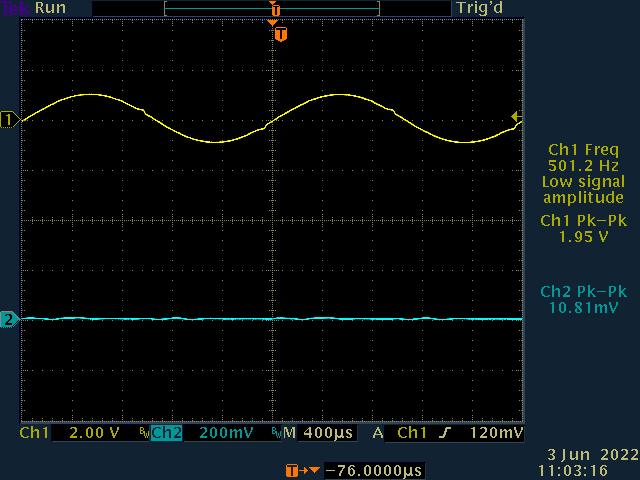 Tek Run Trig'd
T
T
1
Ch1 Freq
501.2 Hz
Low signal
amplitude
Ch1 Pk-Pk
1.95 V
2
Ch2 Pk-Pk
10.81mV
Ch1 2.00 V BW Ch2 200mV BW M 400µs A Ch1 120mV
T -76.0000µs
3 Jun 2022
11:03:16